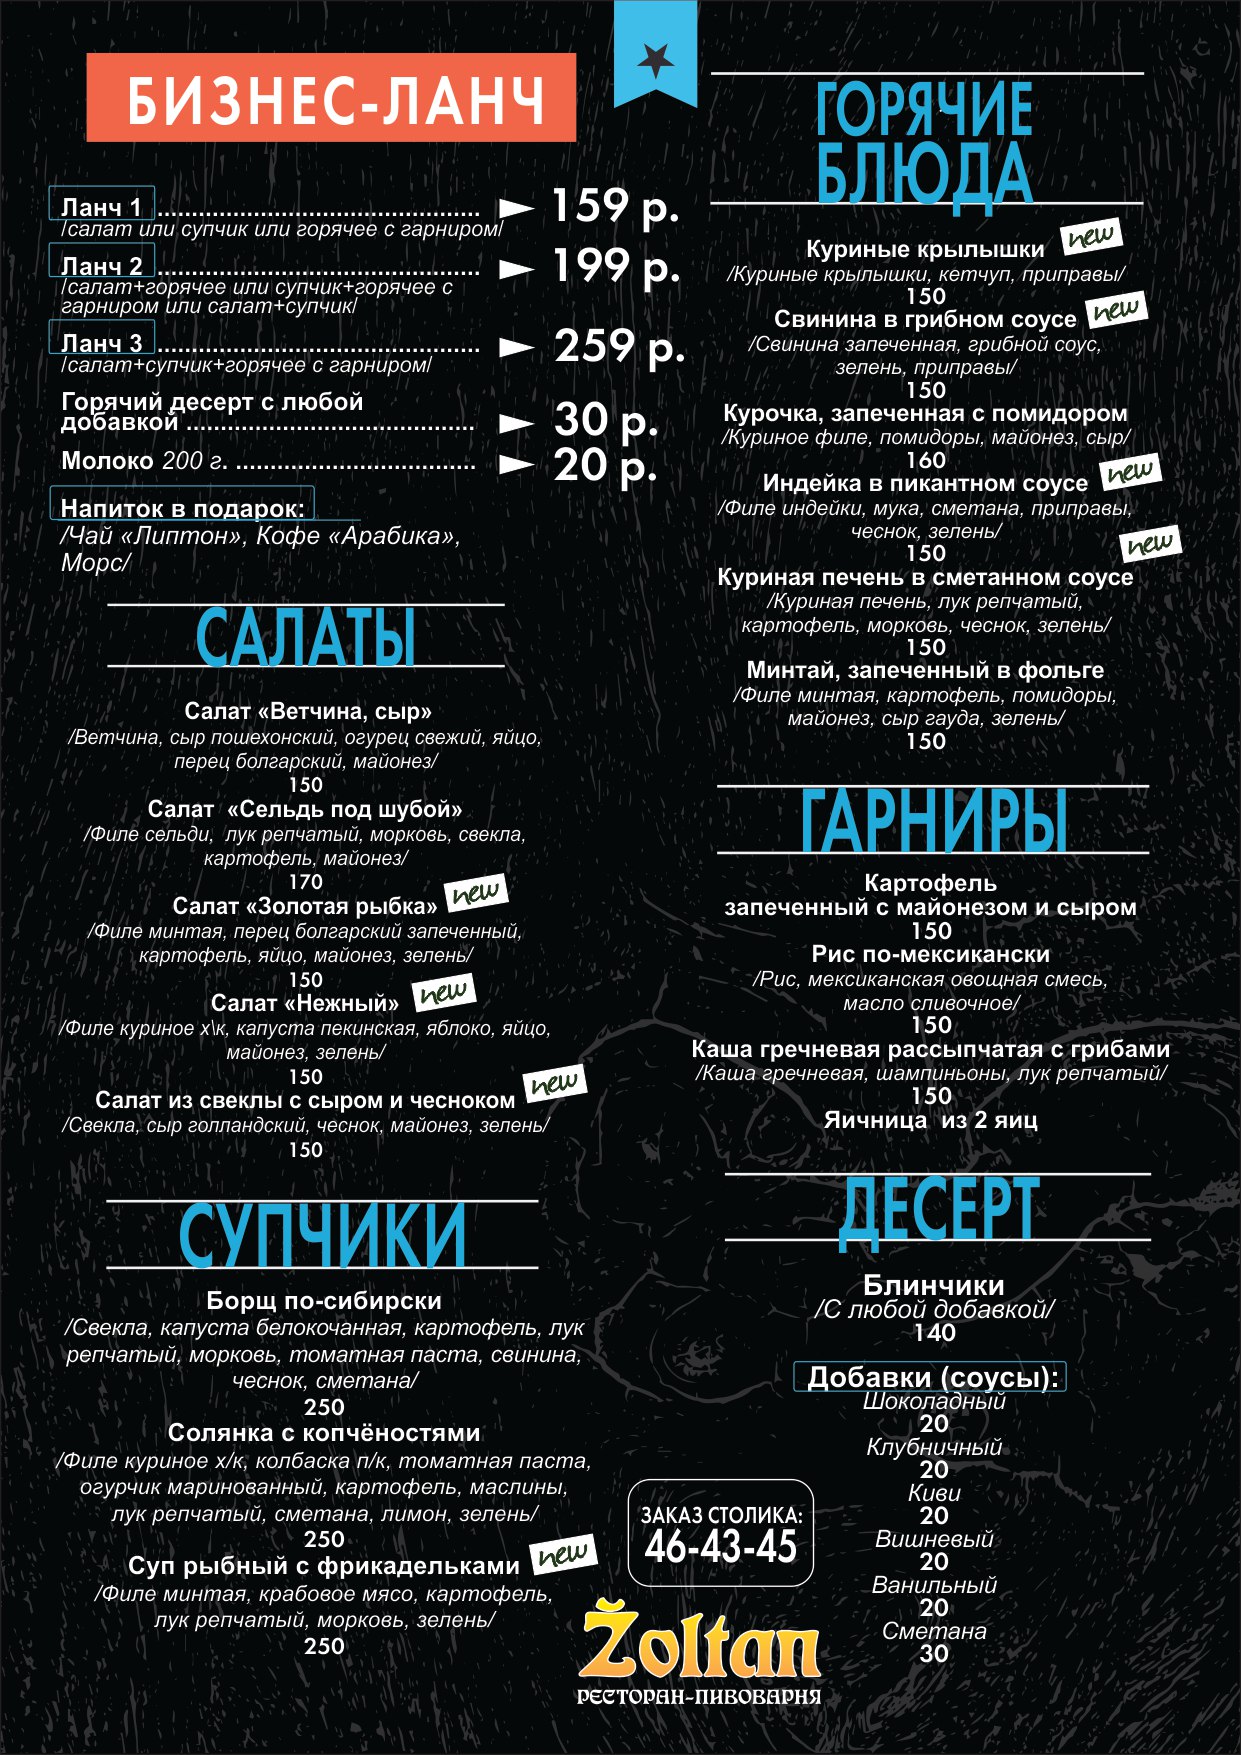 БИЗНЕС-ЛАНЧ
Ланч 1 ............................................... 159 р.
/салат или супчик или горячее с гарниром/
Ланч 2 ............................................... 199 р.
/салат+горячее или супчик+горячее с
гарниром или салат+супчик/
Ланч 3 ............................................... 259 р.
/салат+супчик+горячее с гарниром/
Горячий десерт с любой
добавкой .......................................... 30 р.
Молоко 200 г. ................................... 20 р.
Напиток в подарок:
/Чай «Липтон», Кофе «Арабика»,
Морс/
САЛАТЫ
Салат «Ветчина, сыр»
/Ветчина, сыр пошехонский, огурец свежий, яйцо,
перец болгарский, майонез/
150
Салат «Сельдь под шубой»
/Филе сельди, лук репчатый, морковь, свекла,
картофель, майонез/
170
Салат «Золотая рыбка» new
/Филе минтая, перец болгарский запеченный,
картофель, яйцо, майонез, зелень/
150
Салат «Нежный» new
/Филе куриное х\к, капуста пекинская, яблоко, яйцо,
майонез, зелень/
150
Салат из свеклы с сыром и чесноком new
/Свекла, сыр голландский, чеснок, майонез, зелень/
150
СУПЧИКИ
Борщ по-сибирски
/Свекла, капуста белокочанная, картофель, лук
репчатый, морковь, томатная паста, свинина,
чеснок, сметана/
250
Солянка с копчёностями
/Филе куриное х/к, колбаска п/к, томатная паста,
огурчик маринованный, картофель, маслины,
лук репчатый, сметана, лимон, зелень/
250
Суп рыбный с фрикадельками new
/Филе минтая, крабовое мясо, картофель,
лук репчатый, морковь, зелень/
250
ГОРЯЧИЕ
БЛЮДА
Куриные крылышки new
/Куриные крылышки, кетчуп, приправы/
150
Свинина в грибном соусе new
/Свинина запеченная, грибной соус,
зелень, приправы/
150
Курочка, запеченная с помидором
/Куриное филе, помидоры, майонез, сыр/
160
Индейка в пикантном соусе new
/Филе индейки, мука, сметана, приправы,
чеснок, зелень/
150
new
Куриная печень в сметанном соусе
/Куриная печень, лук репчатый,
картофель, морковь, чеснок, зелень/
150
Минтай, запеченный в фольге
/Филе минтая, картофель, помидоры,
майонез, сыр гауда, зелень/
150
ГАРНИРЫ
Картофель
запеченный с майонезом и сыром
150
Рис по-мексикански
/Рис, мексиканская овощная смесь,
масло сливочное/
150
Каша гречневая рассыпчатая с грибами
/Каша гречневая, шампиньоны, лук репчатый/
150
Яичница из 2 яиц
ДЕСЕРТ
Блинчики
/С любой добавкой/
140
Добавки (соусы):
Шоколадный
20
Клубничный
20
Киви
20
Вишневый
20
Ванильный
20
Сметана
30
ЗАКАЗ СТОЛИКА:
46-43-45
Žoltan
РЕСТОРАН-ПИВОВАРНЯ